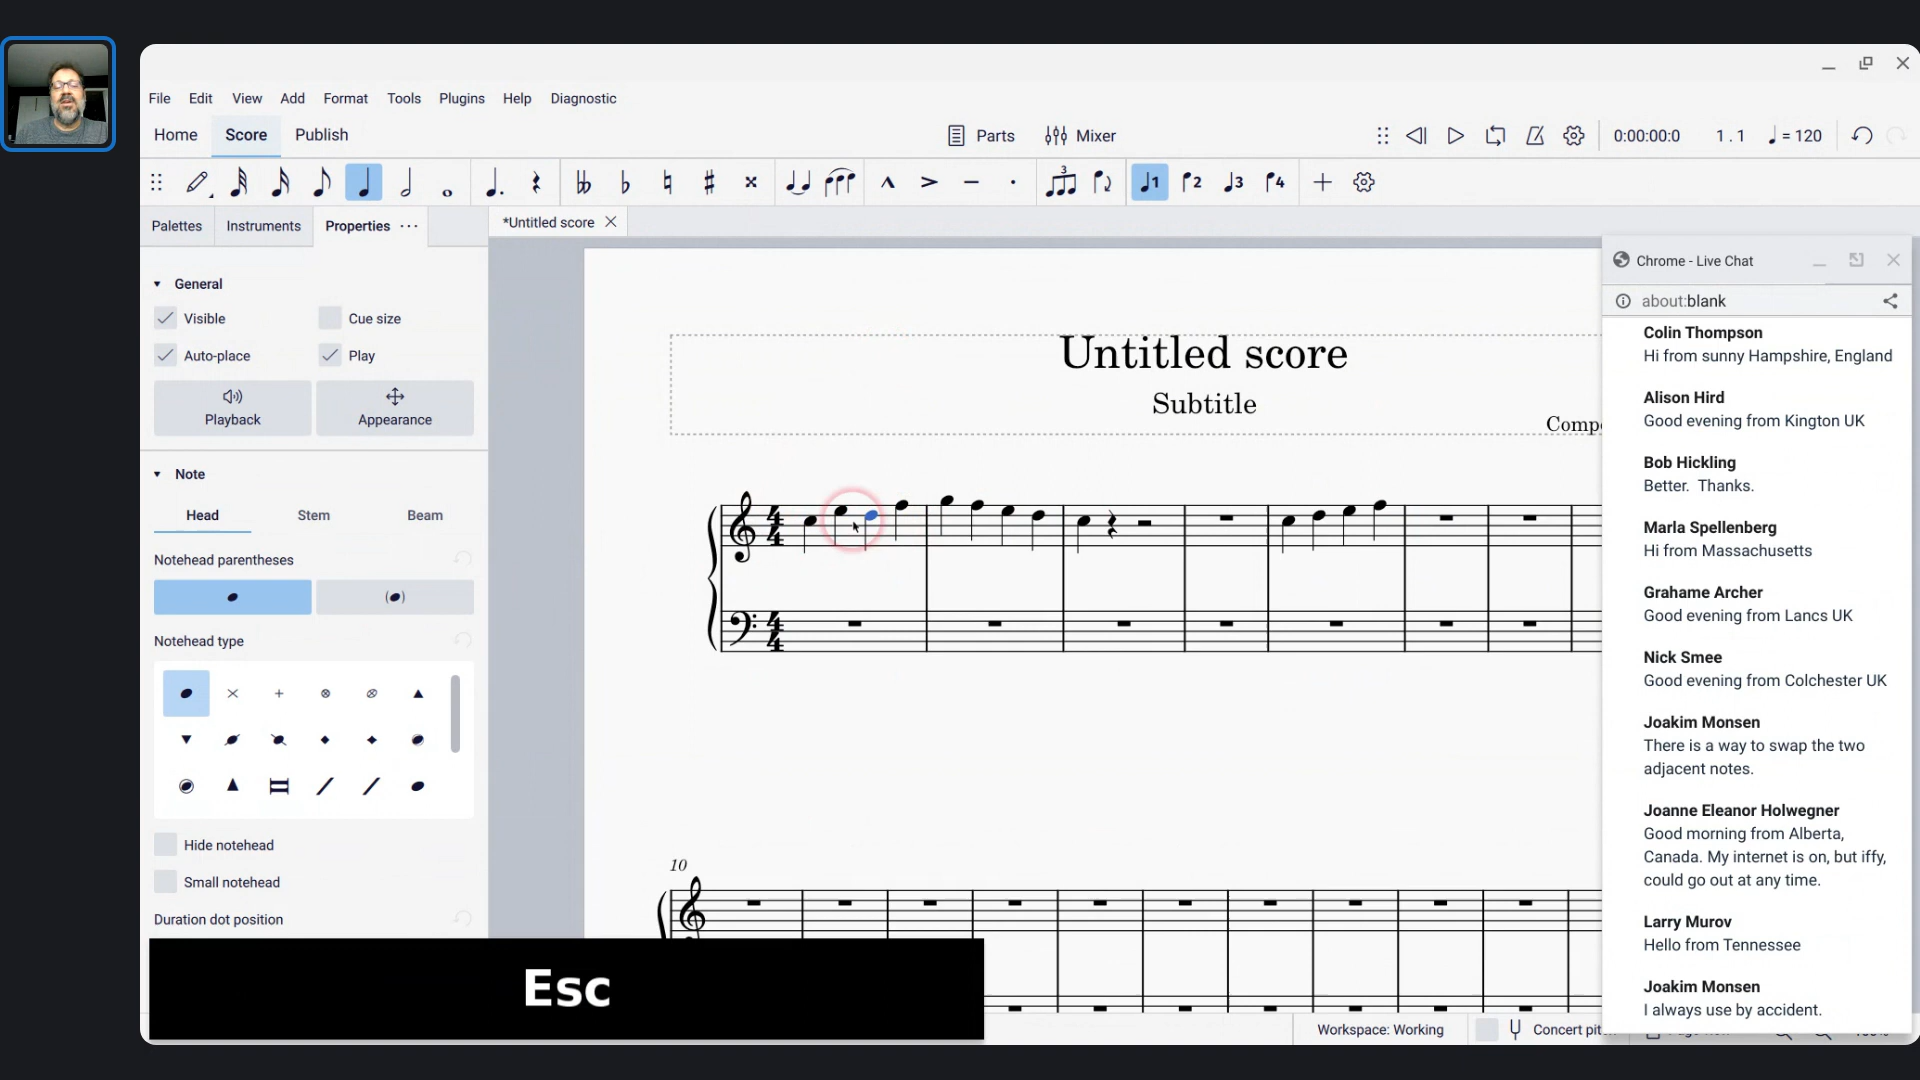 File Edit View Add Format Tools Plugins Help Diagnostic
Home Score Publish
Parts Mixer
0:00:00:0 1 . 1 = 120
3
1 2 3 4
Palettes Instruments Properties ···
*Untitled score
General
Visible Cue size
Auto-place Play
Playback Appearance
Note
Head Stem Beam
Notehead parentheses
Notehead type
Hide notehead
Small notehead
Duration dot position
Esc
Untitled score
Subtitle
Compo
10
Workspace: Working
Concert pit
Chrome - Live Chat
about:blank
Colin Thompson
Hi from sunny Hampshire, England
Alison Hird
Good evening from Kington UK
Bob Hickling
Better. Thanks.
Marla Spellenberg
Hi from Massachusetts
Grahame Archer
Good evening from Lancs UK
Nick Smee
Good evening from Colchester UK
Joakim Monsen
There is a way to swap the two
adjacent notes.
Joanne Eleanor Holwegner
Good morning from Alberta,
Canada. My internet is on, but iffy,
could go out at any time.
Larry Murov
Hello from Tennessee
Joakim Monsen
I always use by accident.